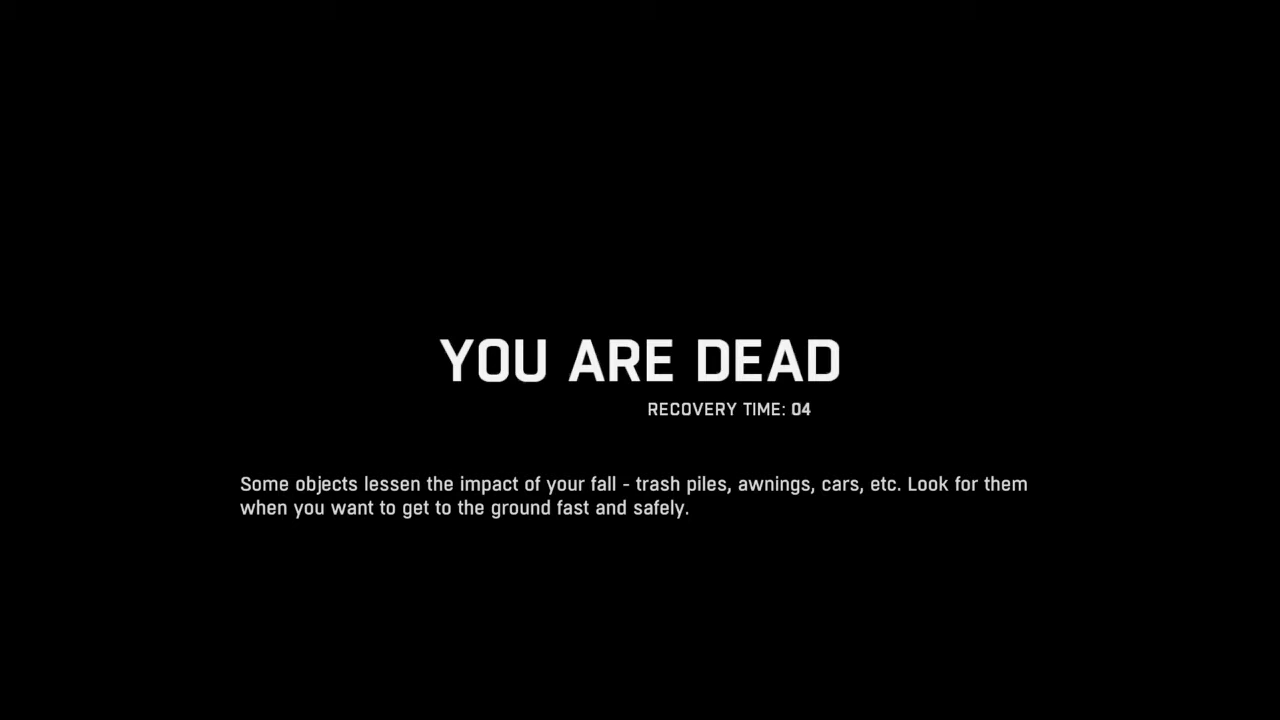 YOU ARE DEAD
RECOVERY TIME: 04
Some objects lessen the impact of your fall - trash piles, awnings, cars, etc. Look for them
when you want to get to the ground fast and safely.